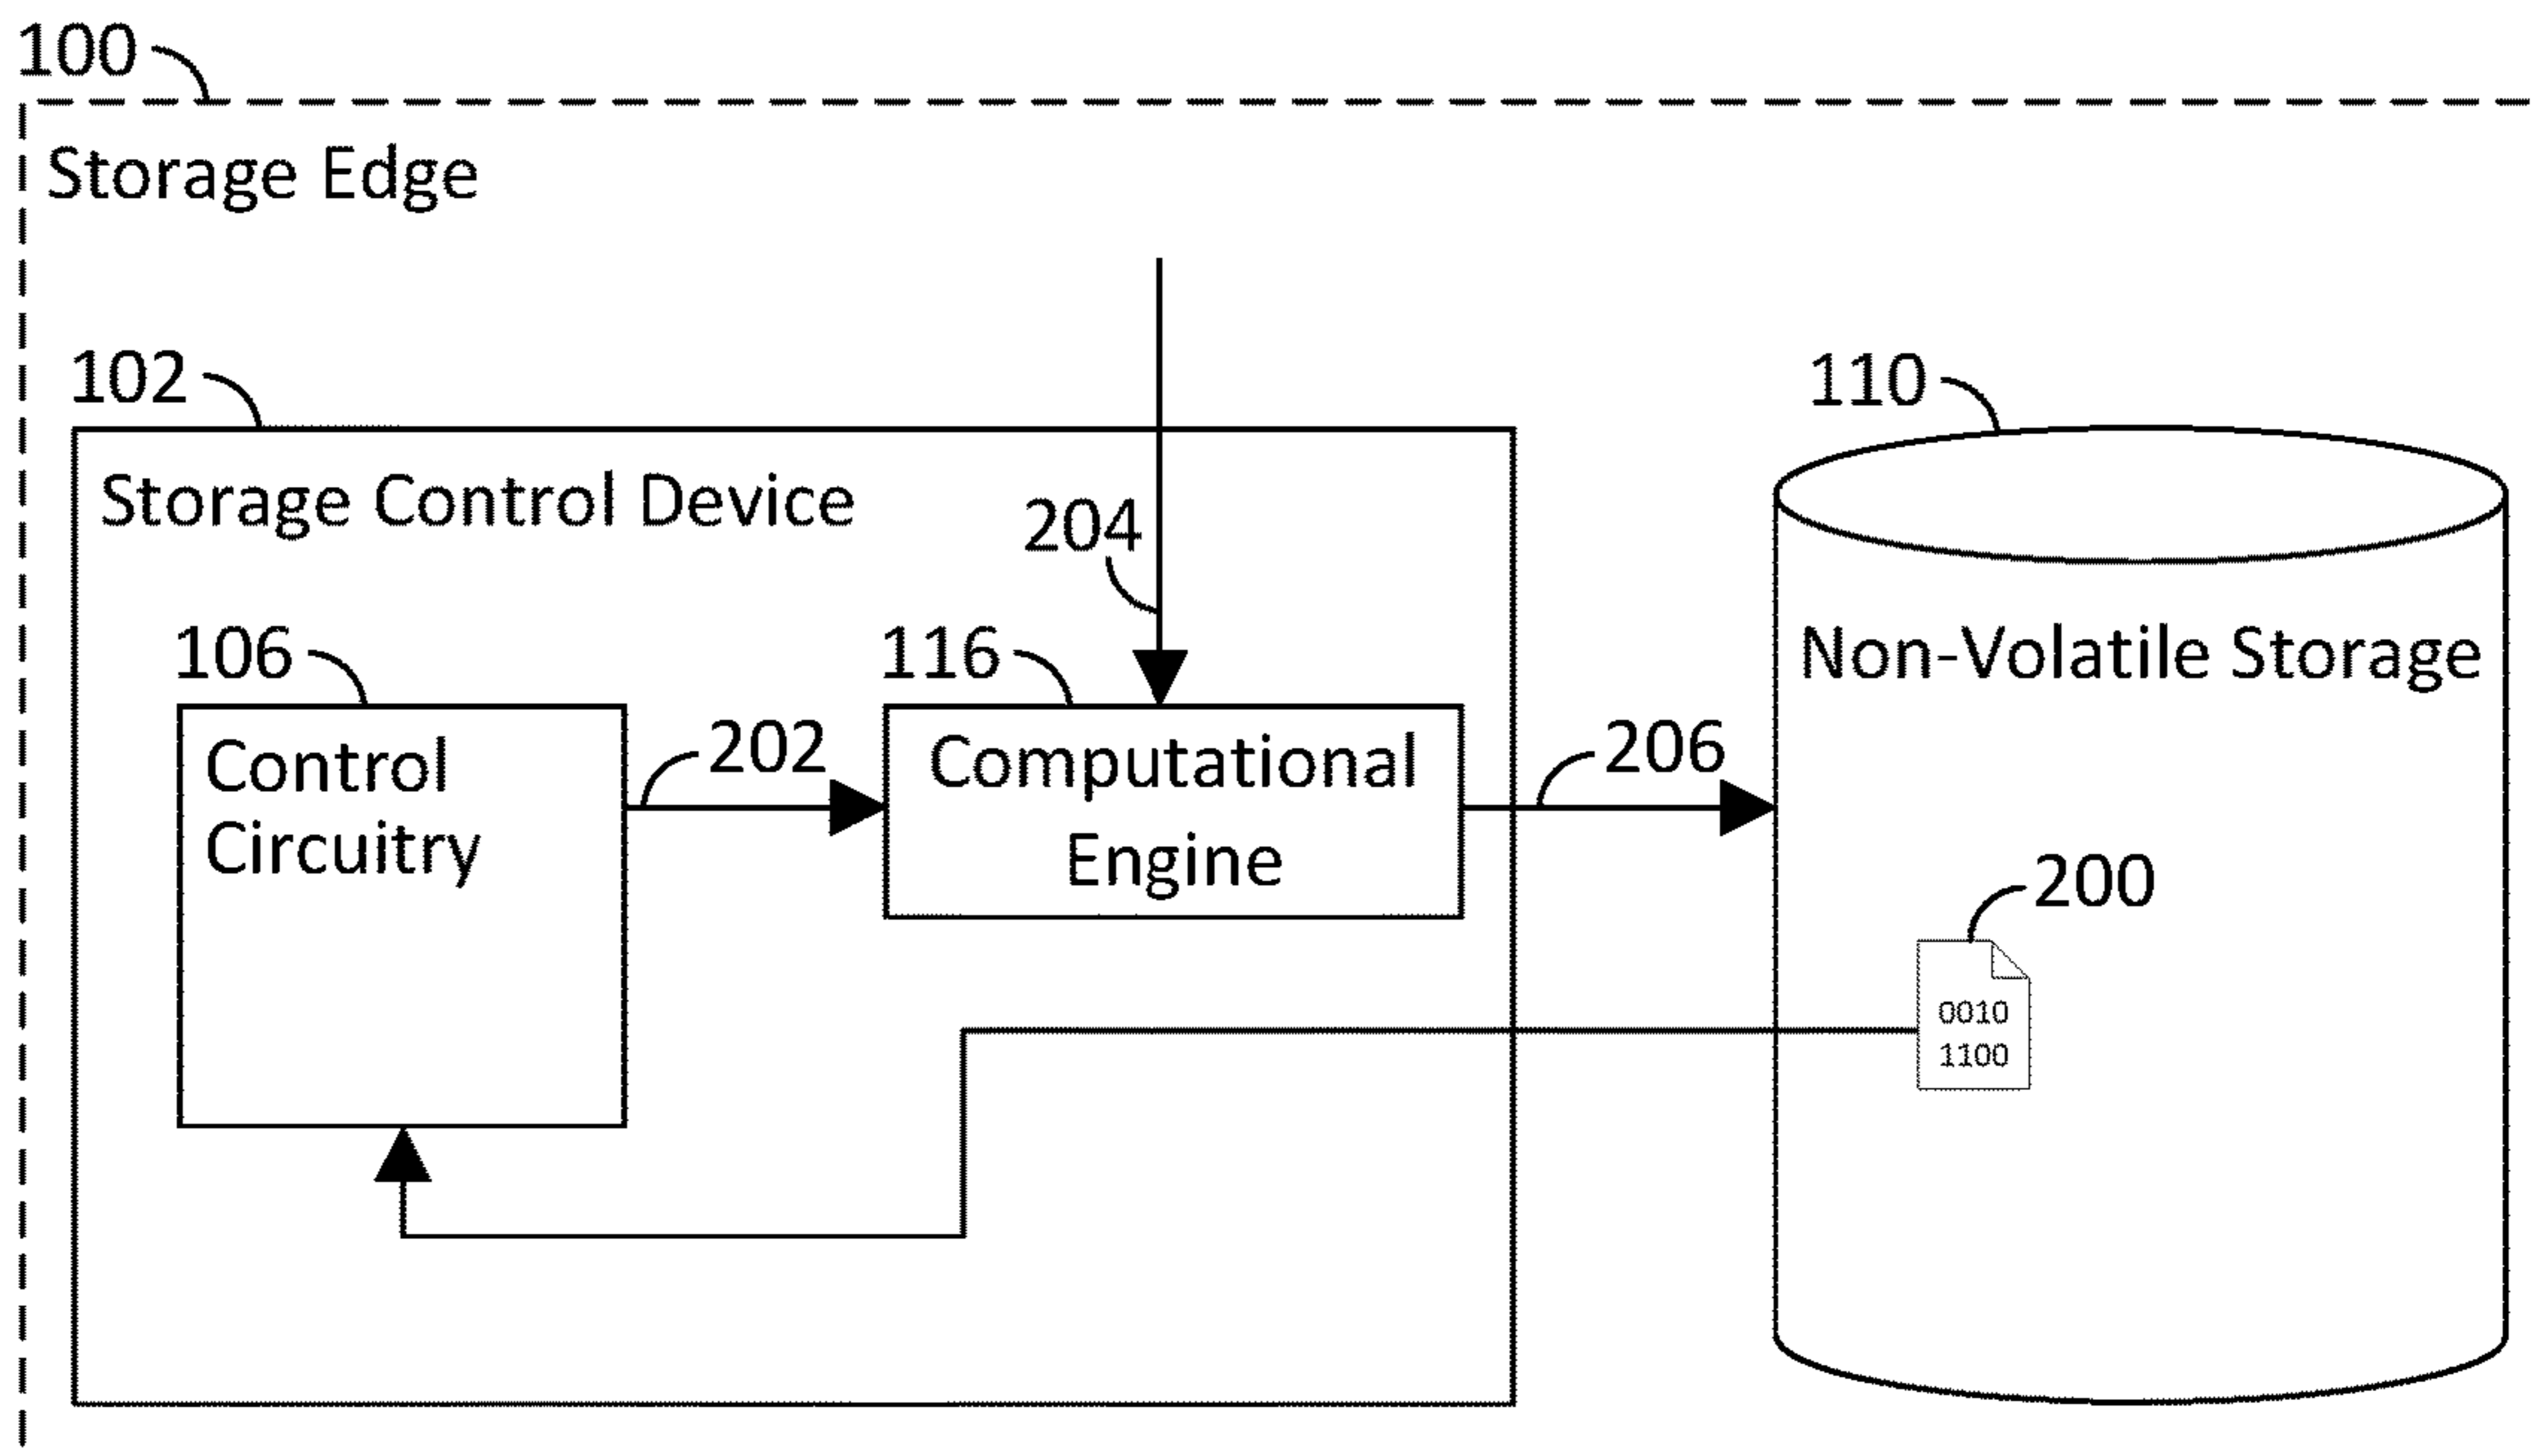 100
Storage Edge
102
110
Storage Control Device
204
106
116
Non-Volatile Storage
Control
Circuitry
202
Computational
Engine
206
200
0010
1100